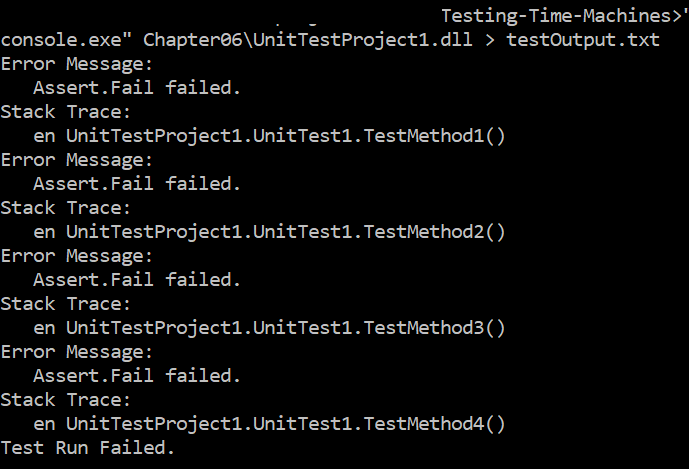 Testing-Time-Machines>"
console.exe" Chapter06\UnitTestProject1.dll > testOutput.txt
Error Message:
   Assert.Fail failed.
Stack Trace:
   en UnitTestProject1.UnitTest1.TestMethod1()
Error Message:
   Assert.Fail failed.
Stack Trace:
   en UnitTestProject1.UnitTest1.TestMethod2()
Error Message:
   Assert.Fail failed.
Stack Trace:
   en UnitTestProject1.UnitTest1.TestMethod3()
Error Message:
   Assert.Fail failed.
Stack Trace:
   en UnitTestProject1.UnitTest1.TestMethod4()
Test Run Failed.